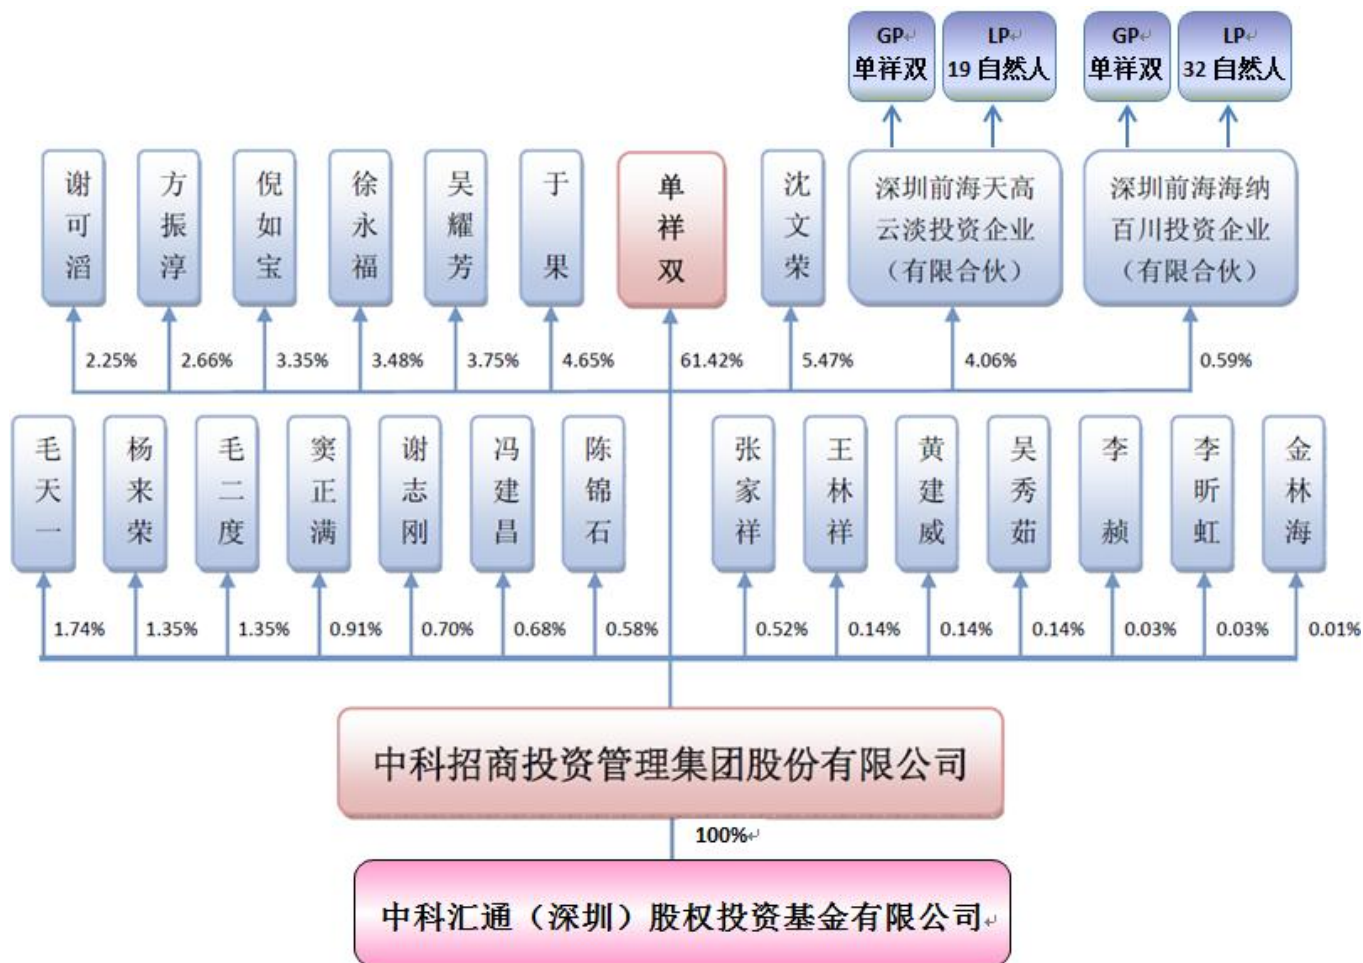 GP
单祥双
LP
19 自然人
GP
单祥双
LP
32 自然人
谢可滔
方振淳
倪如宝
徐永福
吴耀芳
于果
单祥双
沈文荣
深圳前海天高
云淡投资企业
（有限合伙）
深圳前海海纳
百川投资企业
（有限合伙）
2.25%
2.66%
3.35%
3.48%
3.75%
4.65%
61.42%
5.47%
4.06%
0.59%
毛天一
杨来荣
毛二度
窦正满
谢志刚
冯建昌
陈锦石
张家祥
王林祥
黄建威
吴秀茹
李赪
李昕虹
金林海
1.74%
1.35%
1.35%
0.91%
0.70%
0.68%
0.58%
0.52%
0.14%
0.14%
0.14%
0.03%
0.03%
0.01%
中科招商投资管理集团股份有限公司
100%
中科汇通（深圳）股权投资基金有限公司